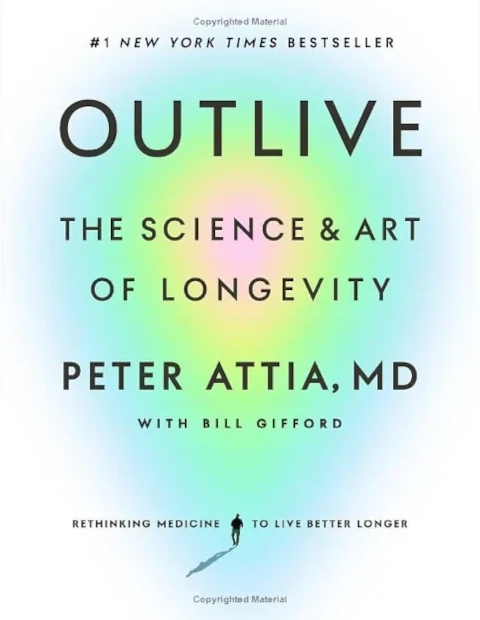 Copyrighted Material
#1 NEW YORK TIMES BESTSELLER
OUTLIVE
THE SCIENCE & ART
OF LONGEVITY
PETER ATTIA, MD
WITH BILL GIFFORD
RETHINKING MEDICINE TO LIVE BETTER LONGER
Copyrighted Material